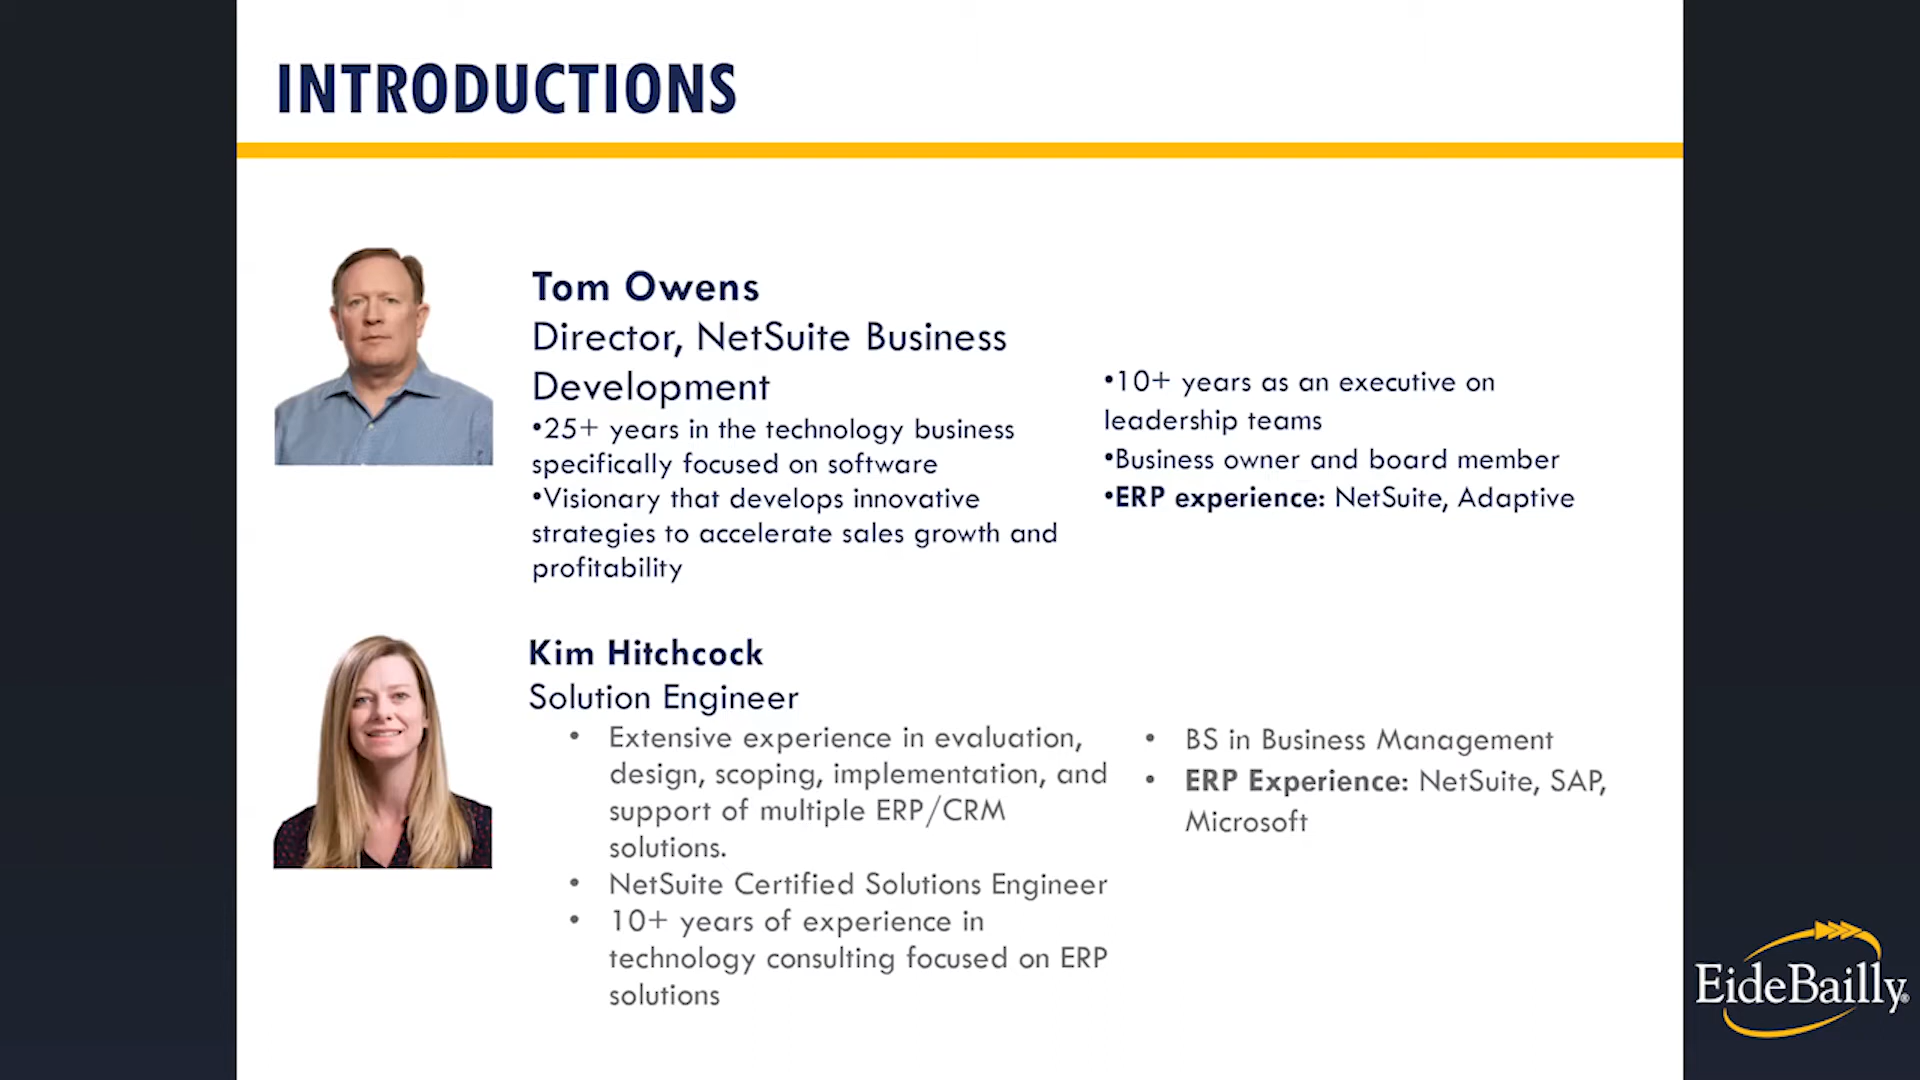 INTRODUCTIONS
Tom Owens
Director, NetSuite Business
Development
•25+ years in the technology business
specifically focused on software
•Visionary that develops innovative
strategies to accelerate sales growth and
profitability
•10+ years as an executive on
leadership teams
•Business owner and board member
•ERP experience: NetSuite, Adaptive
Kim Hitchcock
Solution Engineer
• Extensive experience in evaluation,
design, scoping, implementation, and
support of multiple ERP/CRM
solutions.
• NetSuite Certified Solutions Engineer
• 10+ years of experience in
technology consulting focused on ERP
solutions
• BS in Business Management
• ERP Experience: NetSuite, SAP,
Microsoft
EideBailly®